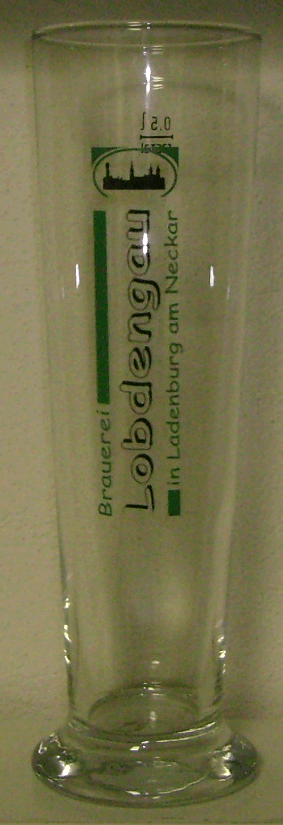 0.5 l
Brauerei
Lobdengau
in Ladenburg am Neckar